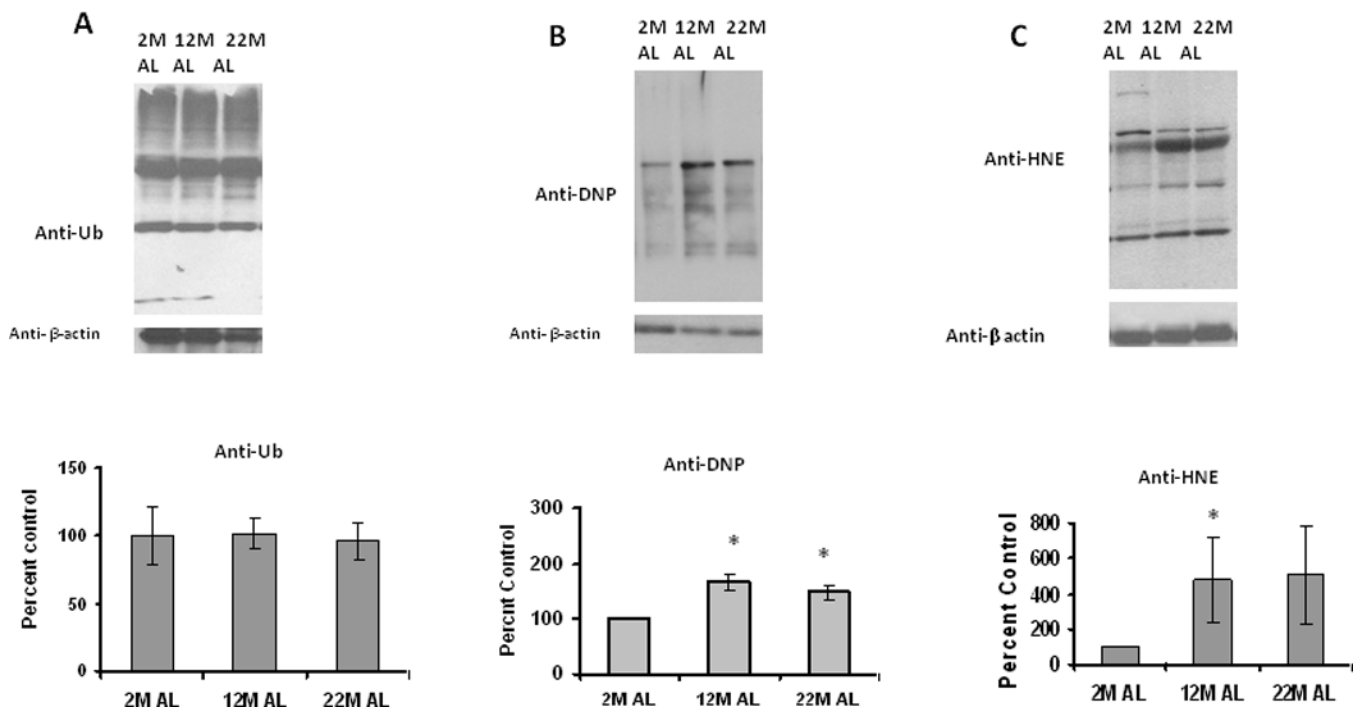 A
2M 12M 22M
AL AL AL
Anti-Ub
Anti-β-actin
Anti-Ub
Percent control
150
100
50
0
2M AL 12M AL 22M AL
B
2M 12M 22M
AL AL AL
Anti-DNP
Anti-β-actin
Anti-DNP
Percnt Control
300
200
100
0
* *
2M AL 12M AL 22M AL
C
2M 12M 22M
AL AL AL
Anti-HNE
Anti-β actin
Anti-HNE
Percent Control
800
600
400
200
0
*
2M AL 12M AL 22M AL